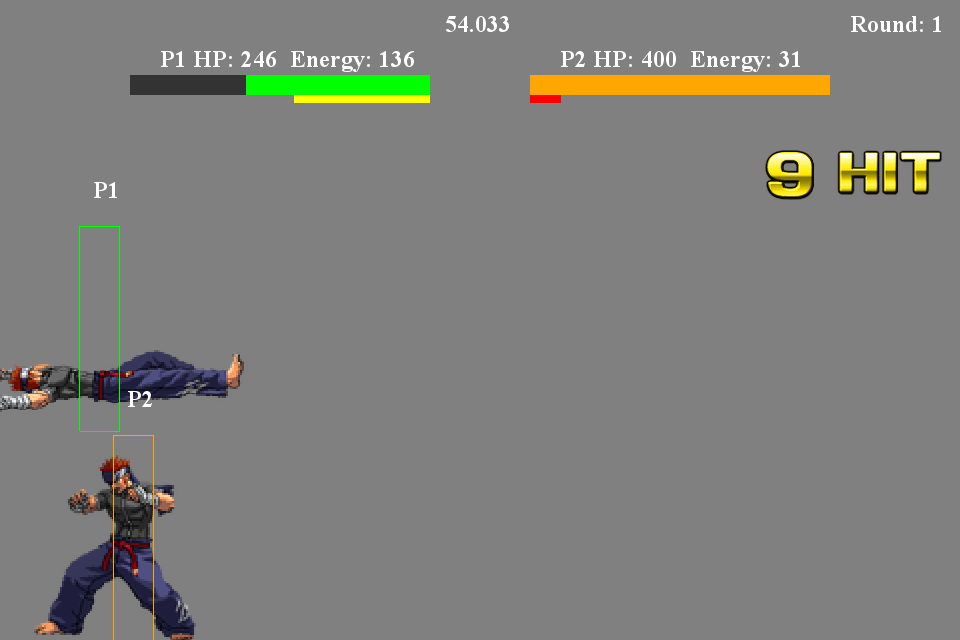 54.033
Round: 1
P1 HP: 246 Energy: 136
P2 HP: 400 Energy: 31
9 HIT
P1
P2